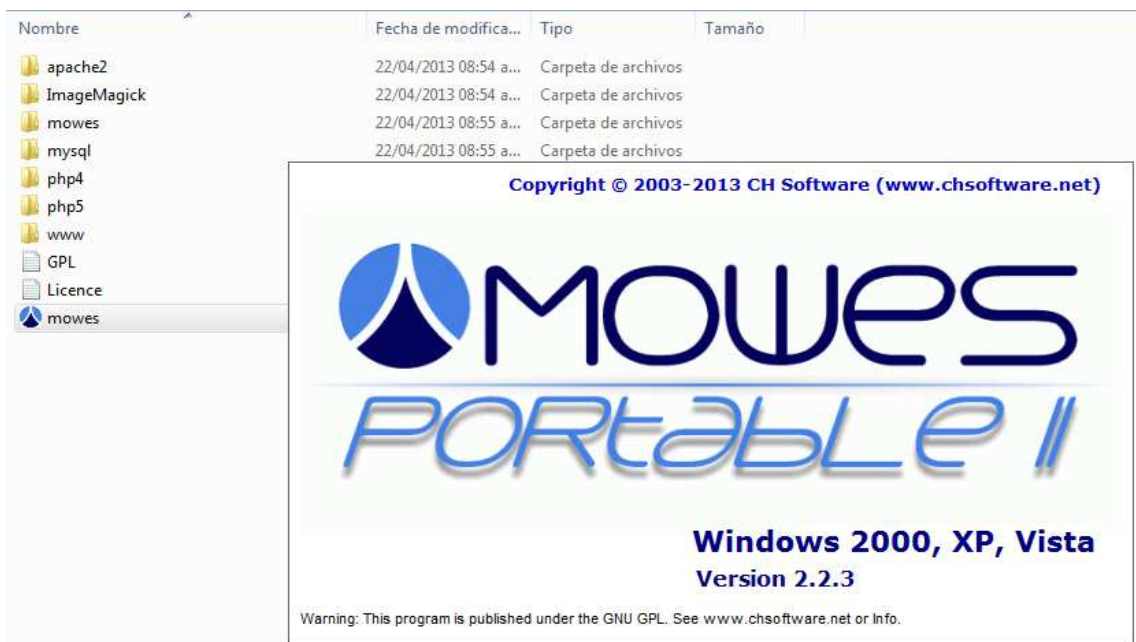 Nombre Fecha de modifica... Tipo Tamaño
apache2 22/04/2013 08:54 a... Carpeta de archivos
ImageMagick 22/04/2013 08:54 a... Carpeta de archivos
mowes 22/04/2013 08:55 a... Carpeta de archivos
mysql 22/04/2013 08:55 a... Carpeta de archivos
php4
php5
www
GPL
Licence
mowes
Copyright © 2003-2013 CH Software (www.chsoftware.net)
MOWES
PORtabLe II
Windows 2000, XP, Vista
Version 2.2.3
Warning: This program is published under the GNU GPL. See www.chsoftware.net or Info.